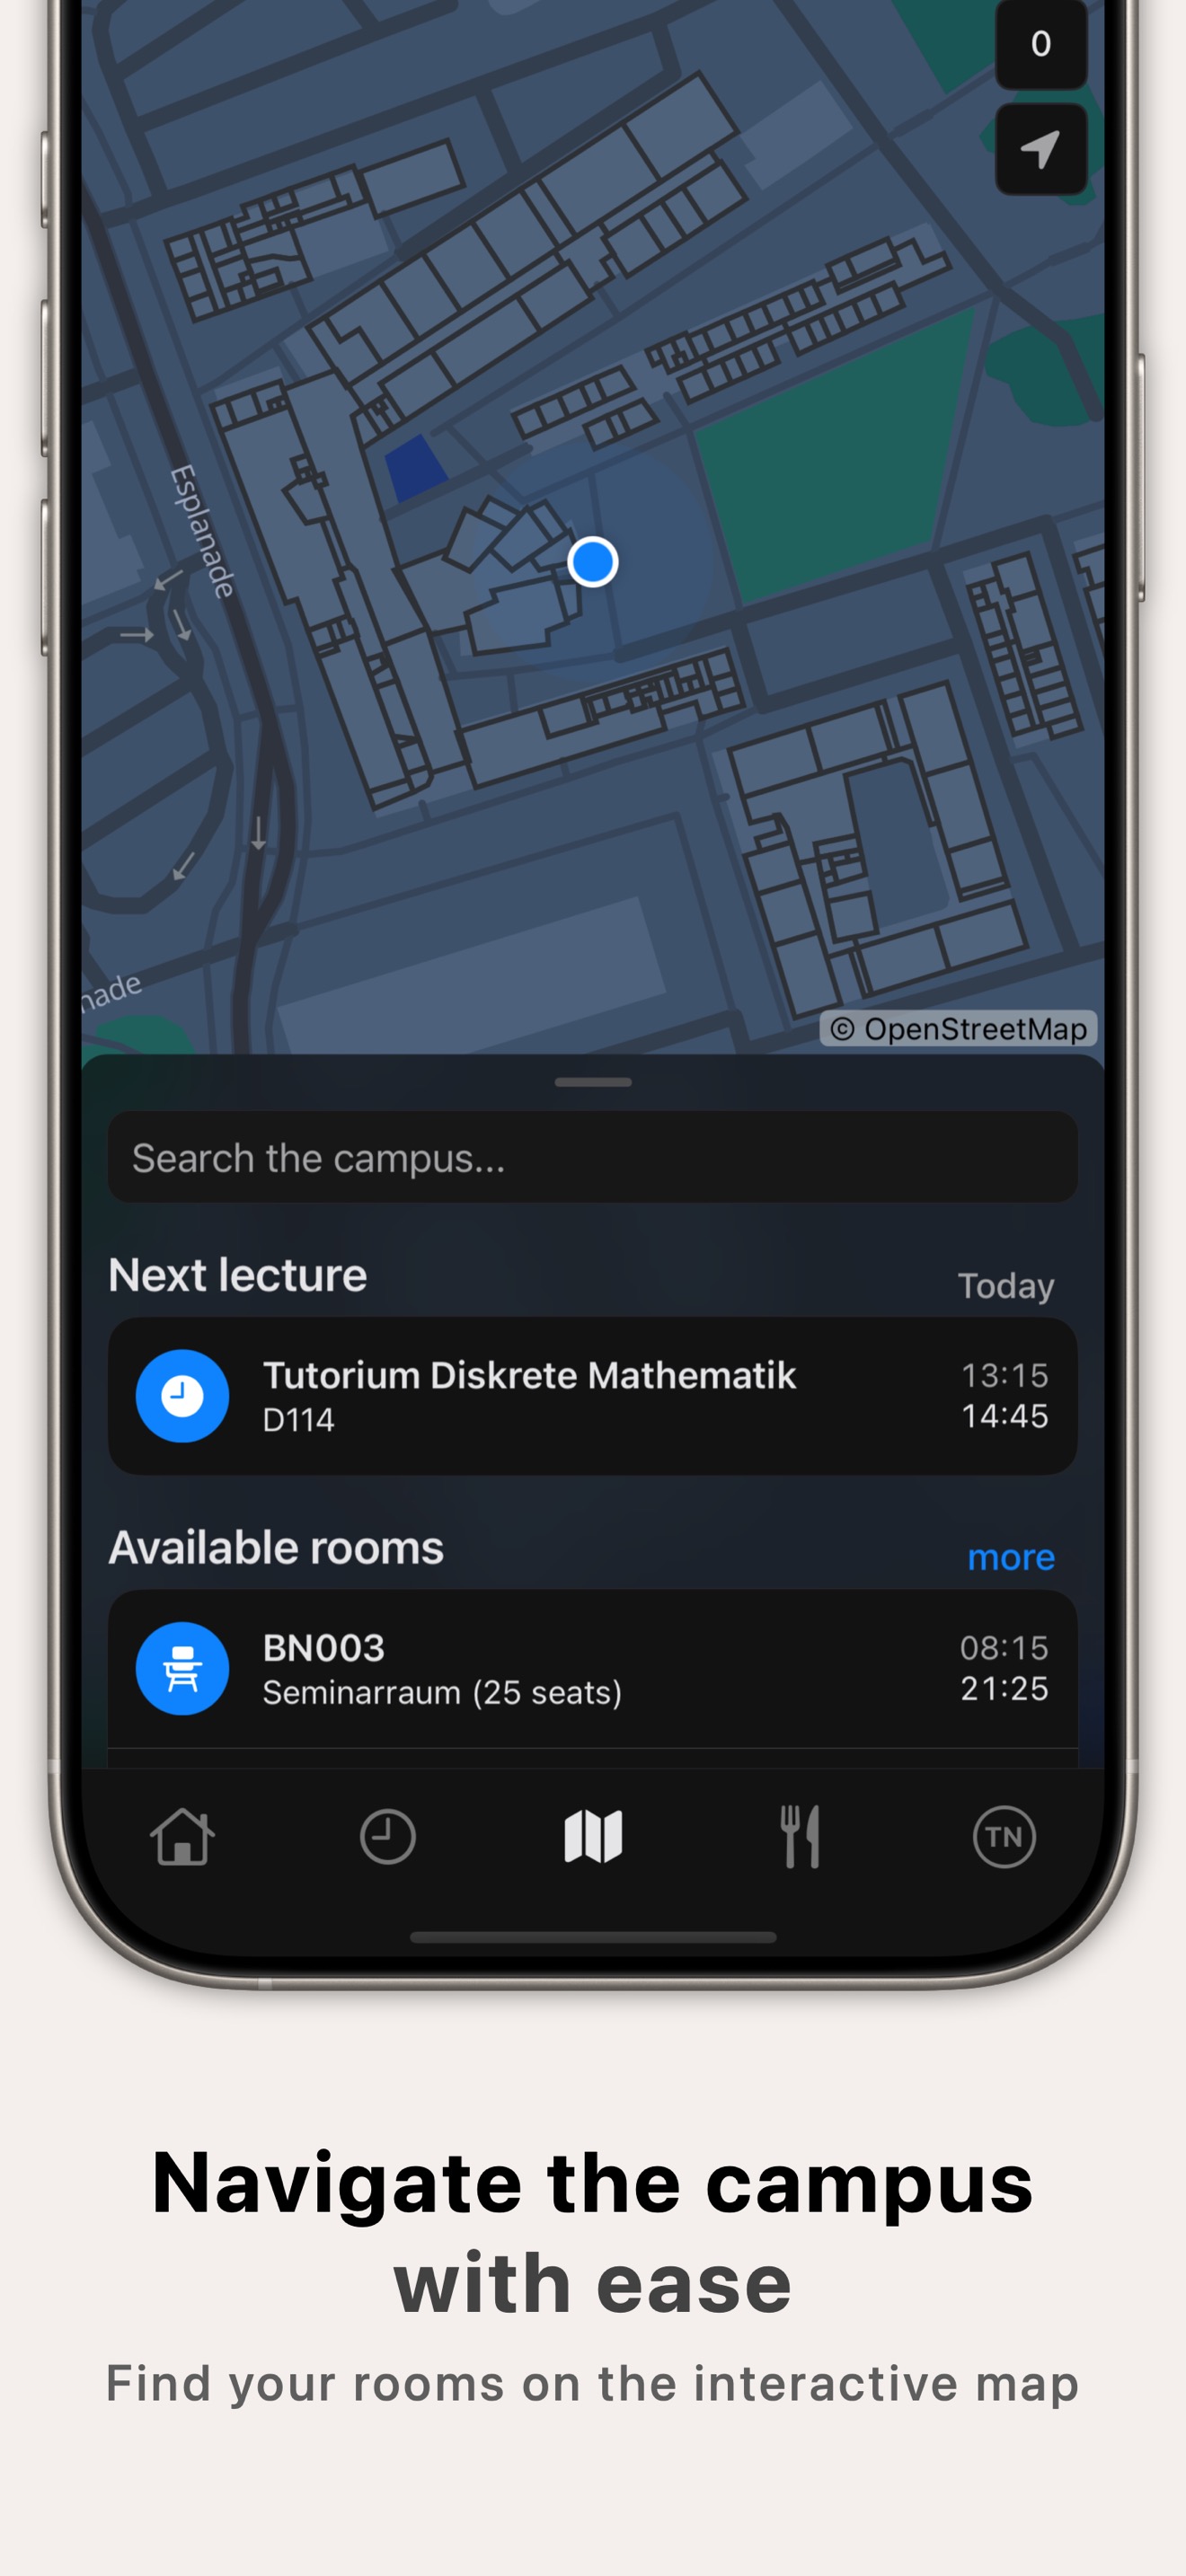 0
Esplanade
nade
© OpenStreetMap
Search the campus...
Next lecture
Today
Tutorium Diskrete Mathematik
13:15
D114
14:45
Available rooms
more
BN003
08:15
Seminarraum (25 seats)
21:25
TN
Navigate the campus
with ease
Find your rooms on the interactive map